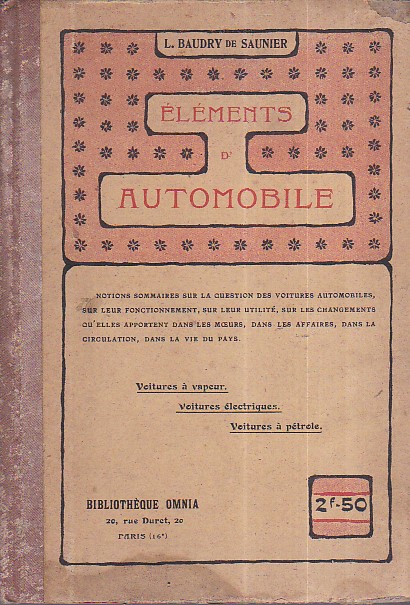 L. BAUDRY DE SAUNIER
ÉLÉMENTS
D'
AUTOMOBILE
NOTIONS SOMMAIRES SUR LA QUESTION DES VOITURES AUTOMOBILES,
SUR LEUR FONCTIONNEMENT, SUR LEUR UTILITÉ, SUR LES CHANGEMENTS
QU'ELLES APPORTENT DANS LES MŒURS, DANS LES AFFAIRES, DANS LA
CIRCULATION, DANS LA VIE DU PAYS.
Voitures à vapeur.
Voitures électriques.
Voitures à pétrole.
BIBLIOTHÈQUE OMNIA
20, rue Duret, 20
PARIS (16e)
2f-50